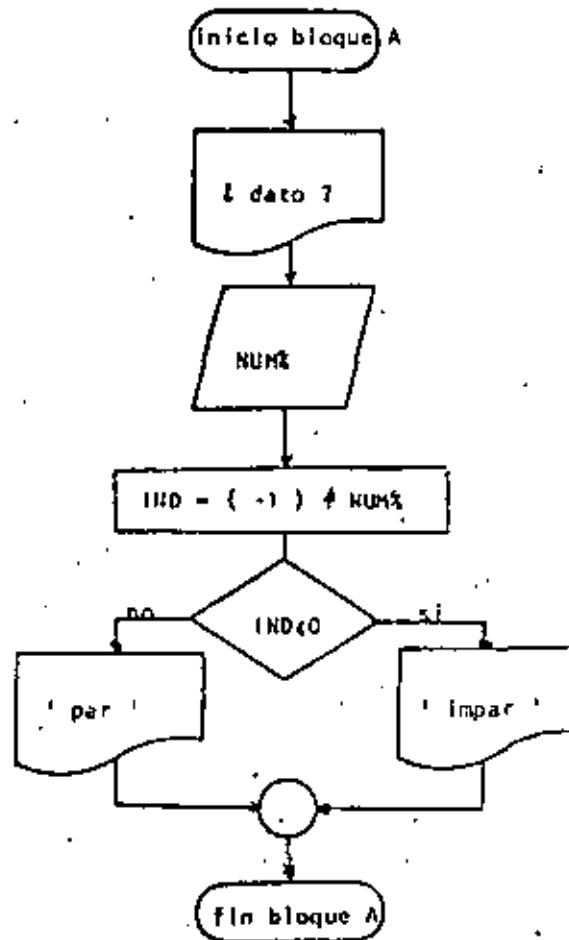 inicio bloque A
¿ dato ?
NUM%
IND = ( -1 ) ↑ NUM%
IND<0
no
si
' par '
' impar '
fin bloque A